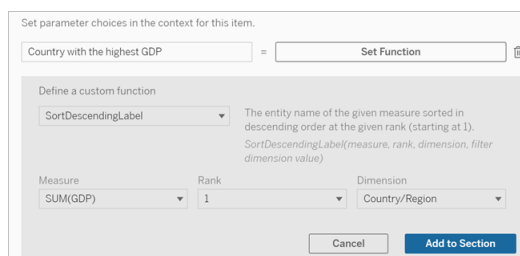 Set parameter choices in the context for this item.
Country with the highest GDP = Set Function
Define a custom function
SortDescendingLabel
The entity name of the given measure sorted in
descending order at the given rank (starting at 1).
SortDescendingLabel(measure, rank, dimension, filter
dimension value)
Measure Rank Dimension
SUM(GDP) 1 Country/Region
Cancel Add to Section